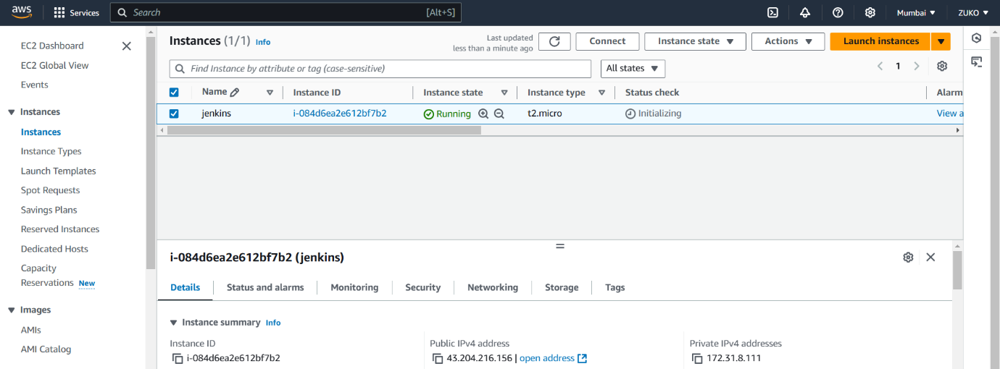 aws Services Search [Alt+S] Mumbai ZUKO
EC2 Dashboard
EC2 Global View
Events
Instances
Instances
Instance Types
Launch Templates
Spot Requests
Savings Plans
Reserved Instances
Dedicated Hosts
Capacity
Reservations New
Images
AMIs
AMI Catalog
Instances (1/1) Info
Last updated
less than a minute ago
Connect Instance state Actions Launch instances
Find Instance by attribute or tag (case-sensitive) All states 1
Name Instance ID Instance state Instance type Status check Alarm
jenkins i-084d6ea2e612bf7b2 Running t2.micro Initializing View a
i-084d6ea2e612bf7b2 (jenkins)
Details Status and alarms Monitoring Security Networking Storage Tags
Instance summary Info
Instance ID Public IPv4 address Private IPv4 addresses
i-084d6ea2e612bf7b2 43.204.216.156 | open address 172.31.8.111